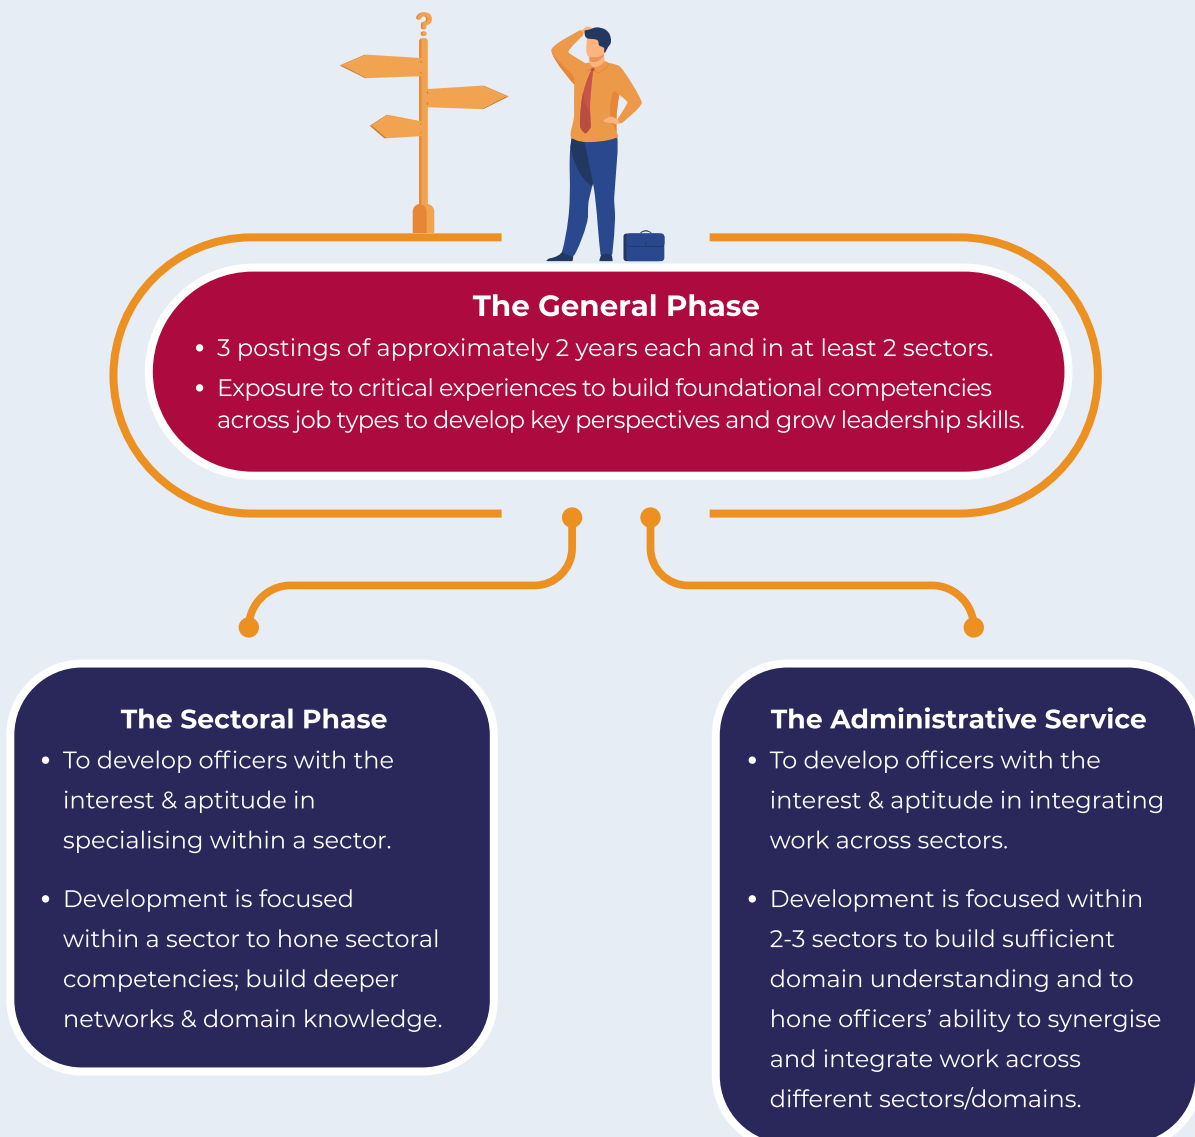 ?
The General Phase
• 3 postings of approximately 2 years each and in at least 2 sectors.
• Exposure to critical experiences to build foundational competencies
across job types to develop key perspectives and grow leadership skills.
The Sectoral Phase
• To develop officers with the
interest & aptitude in
specialising within a sector.
• Development is focused
within a sector to hone sectoral
competencies; build deeper
networks & domain knowledge.
The Administrative Service
• To develop officers with the
interest & aptitude in integrating
work across sectors.
• Development is focused within
2-3 sectors to build sufficient
domain understanding and to
hone officers’ ability to synergise
and integrate work across
different sectors/domains.